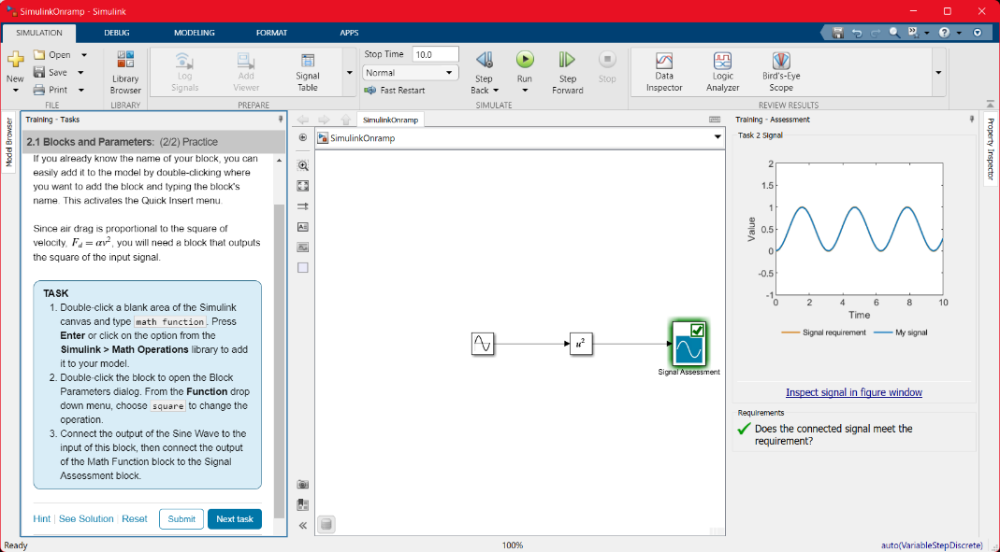 SimulinkOnramp - Simulink
SIMULATION DEBUG MODELING FORMAT APPS
New
Open
Save
Print
FILE
Library
Browser
LIBRARY
Log
Signals
Add
Viewer
Signal
Table
PREPARE
Stop Time 10.0
Normal
Fast Restart
Step
Back
Run
Step
Forward
Stop
SIMULATE
Data
Inspector
Logic
Analyzer
Bird's-Eye
Scope
REVIEW RESULTS
Model Browser
Training - Tasks
2.1 Blocks and Parameters: (2/2) Practice
If you already know the name of your block, you can
easily add it to the model by double-clicking where
you want to add the block and typing the block's
name. This activates the Quick Insert menu.
Since air drag is proportional to the square of
velocity, F_d = αv², you will need a block that outputs
the square of the input signal.
TASK
1. Double-click a blank area of the Simulink
canvas and type math function. Press
Enter or click on the option from the
Simulink > Math Operations library to add
it to your model.
2. Double-click the block to open the Block
Parameters dialog. From the Function drop
down menu, choose square to change the
operation.
3. Connect the output of the Sine Wave to the
input of this block, then connect the output
of the Math Function block to the Signal
Assessment block.
Hint | See Solution | Reset Submit Next task
SimulinkOnramp
SimulinkOnramp
u²
Signal Assessment
Training - Assessment
Task 2 Signal
2
1.5
1
0.5
0
-0.5
-1
Value
0 2 4 6 8 10
Time
Signal requirement My signal
Inspect signal in figure window
Requirements
Does the connected signal meet the
requirement?
Property Inspector
Ready 100% auto(VariableStepDiscrete)